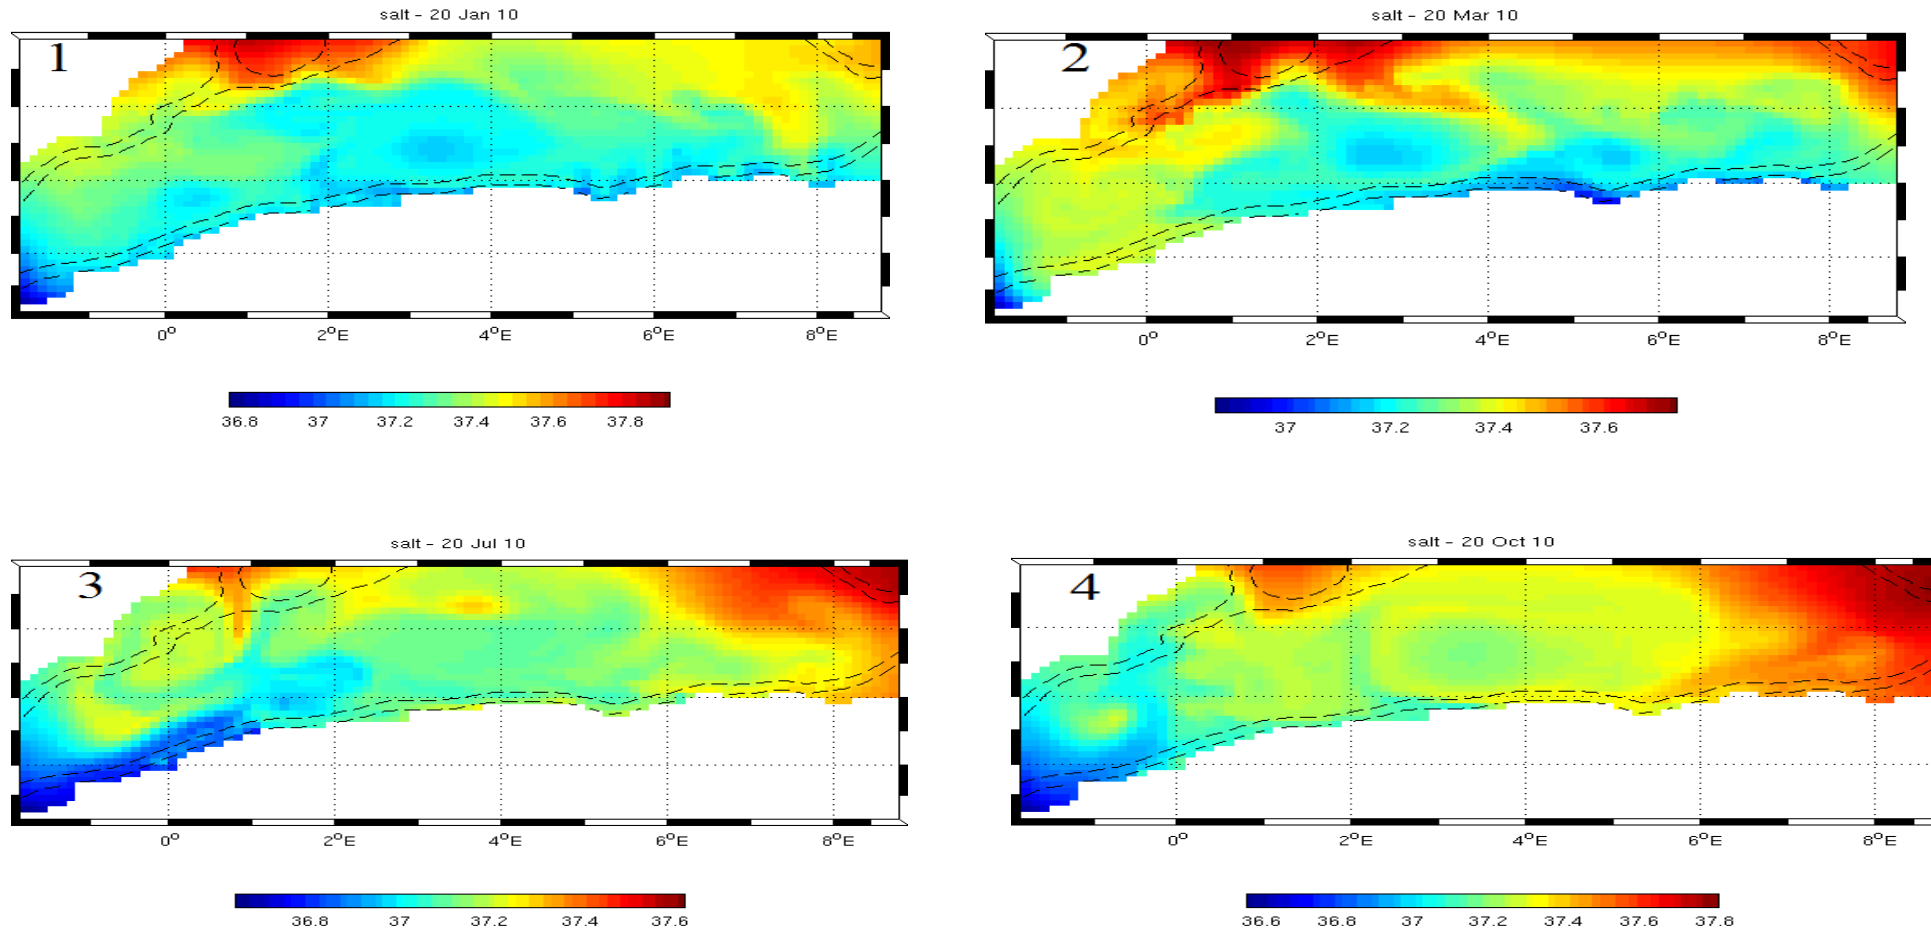 salt - 20 Jan 10
1
0° 2°E 4°E 6°E 8°E
36.8 37 37.2 37.4 37.6 37.8
salt - 20 Mar 10
2
0° 2°E 4°E 6°E 8°E
37 37.2 37.4 37.6
salt - 20 Jul 10
3
0° 2°E 4°E 6°E 8°E
36.8 37 37.2 37.4 37.6
salt - 20 Oct 10
4
0° 2°E 4°E 6°E 8°E
36.6 36.8 37 37.2 37.4 37.6 37.8